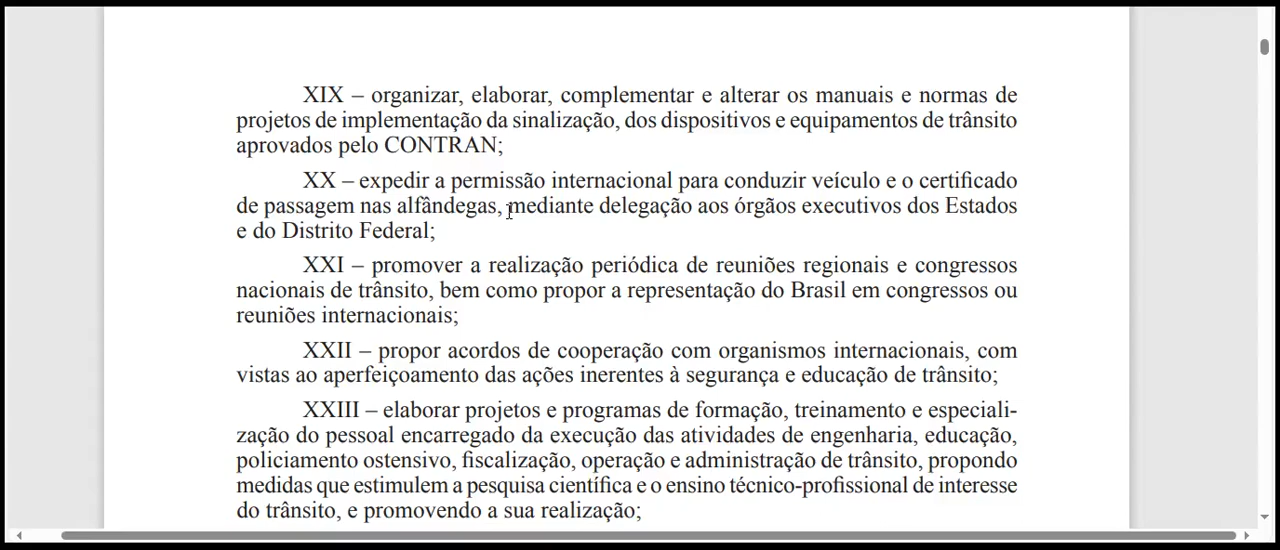 XIX – organizar, elaborar, complementar e alterar os manuais e normas de
projetos de implementação da sinalização, dos dispositivos e equipamentos de trânsito
aprovados pelo CONTRAN;
XX – expedir a permissão internacional para conduzir veículo e o certificado
de passagem nas alfândegas, mediante delegação aos órgãos executivos dos Estados
e do Distrito Federal;
XXI – promover a realização periódica de reuniões regionais e congressos
nacionais de trânsito, bem como propor a representação do Brasil em congressos ou
reuniões internacionais;
XXII – propor acordos de cooperação com organismos internacionais, com
vistas ao aperfeiçoamento das ações inerentes à segurança e educação de trânsito;
XXIII – elaborar projetos e programas de formação, treinamento e especiali-
zação do pessoal encarregado da execução das atividades de engenharia, educação,
policiamento ostensivo, fiscalização, operação e administração de trânsito, propondo
medidas que estimulem a pesquisa científica e o ensino técnico-profissional de interesse
do trânsito, e promovendo a sua realização;